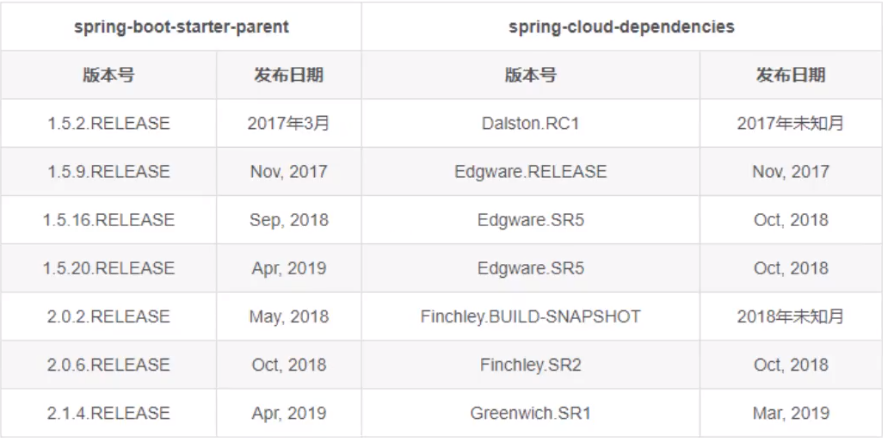 spring-boot-starter-parent spring-cloud-dependencies
版本号 发布日期 版本号 发布日期
1.5.2.RELEASE 2017年3月 Dalston.RC1 2017年未知月
1.5.9.RELEASE Nov, 2017 Edgware.RELEASE Nov, 2017
1.5.16.RELEASE Sep, 2018 Edgware.SR5 Oct, 2018
1.5.20.RELEASE Apr, 2019 Edgware.SR5 Oct, 2018
2.0.2.RELEASE May, 2018 Finchley.BUILD-SNAPSHOT 2018年未知月
2.0.6.RELEASE Oct, 2018 Finchley.SR2 Oct, 2018
2.1.4.RELEASE Apr, 2019 Greenwich.SR1 Mar, 2019